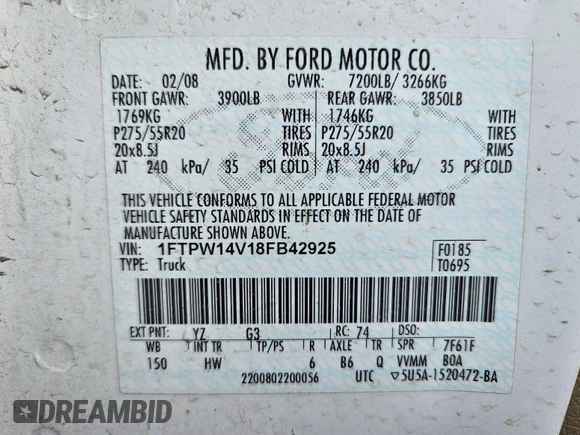 MFD. BY FORD MOTOR CO.
DATE: 02/08 GVWR: 7200LB/ 3266KG
FRONT GAWR: 3900LB REAR GAWR: 3850LB
1769KG WITH 1746KG WITH
P275/55R20 TIRES P275/55R20 TIRES
20x8.5J RIMS 20x8.5J RIMS
AT 240 kPa/ 35 PSI COLD AT 240 kPa/ 35 PSI COLD
THIS VEHICLE CONFORMS TO ALL APPLICABLE FEDERAL MOTOR
VEHICLE SAFETY STANDARDS IN EFFECT ON THE DATE OF
MANUFACTURE SHOWN ABOVE.
VIN: 1FTPW14V18FB42925 F0185
TYPE: Truck T0695
EXT PNT: YZ G3 RC: 74 DSO:
WB INT TR TP/PS R AXLE TR SPR 7F61F
150 HW 6 B6 Q VVMM BOA
2200802200056 UTC ▽5U5A-1520472-BA
DREAMBID